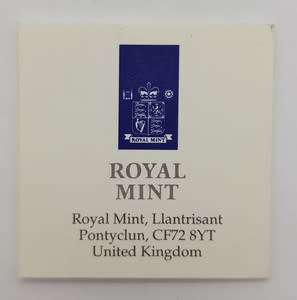 ROYAL MINT
ROYAL
MINT
Royal Mint, Llantrisant
Pontyclun, CF72 8YT
United Kingdom